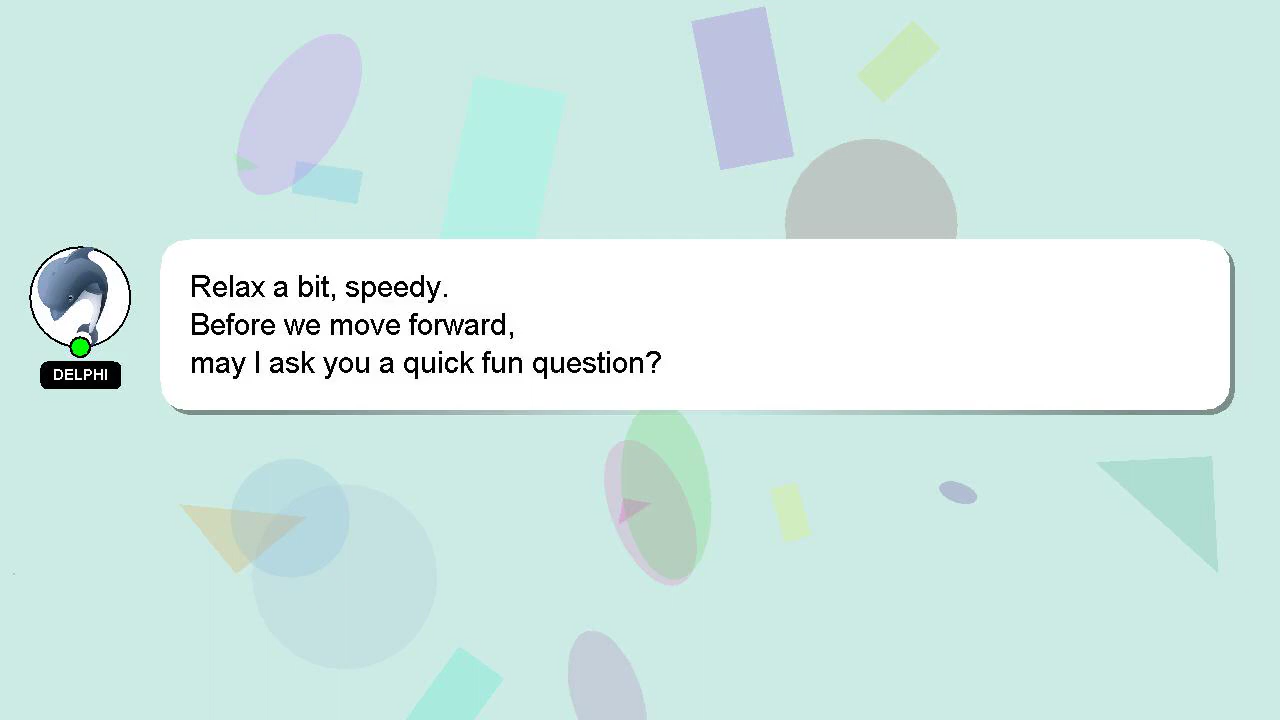 Relax a bit, speedy.
Before we move forward,
may I ask you a quick fun question?
DELPHI